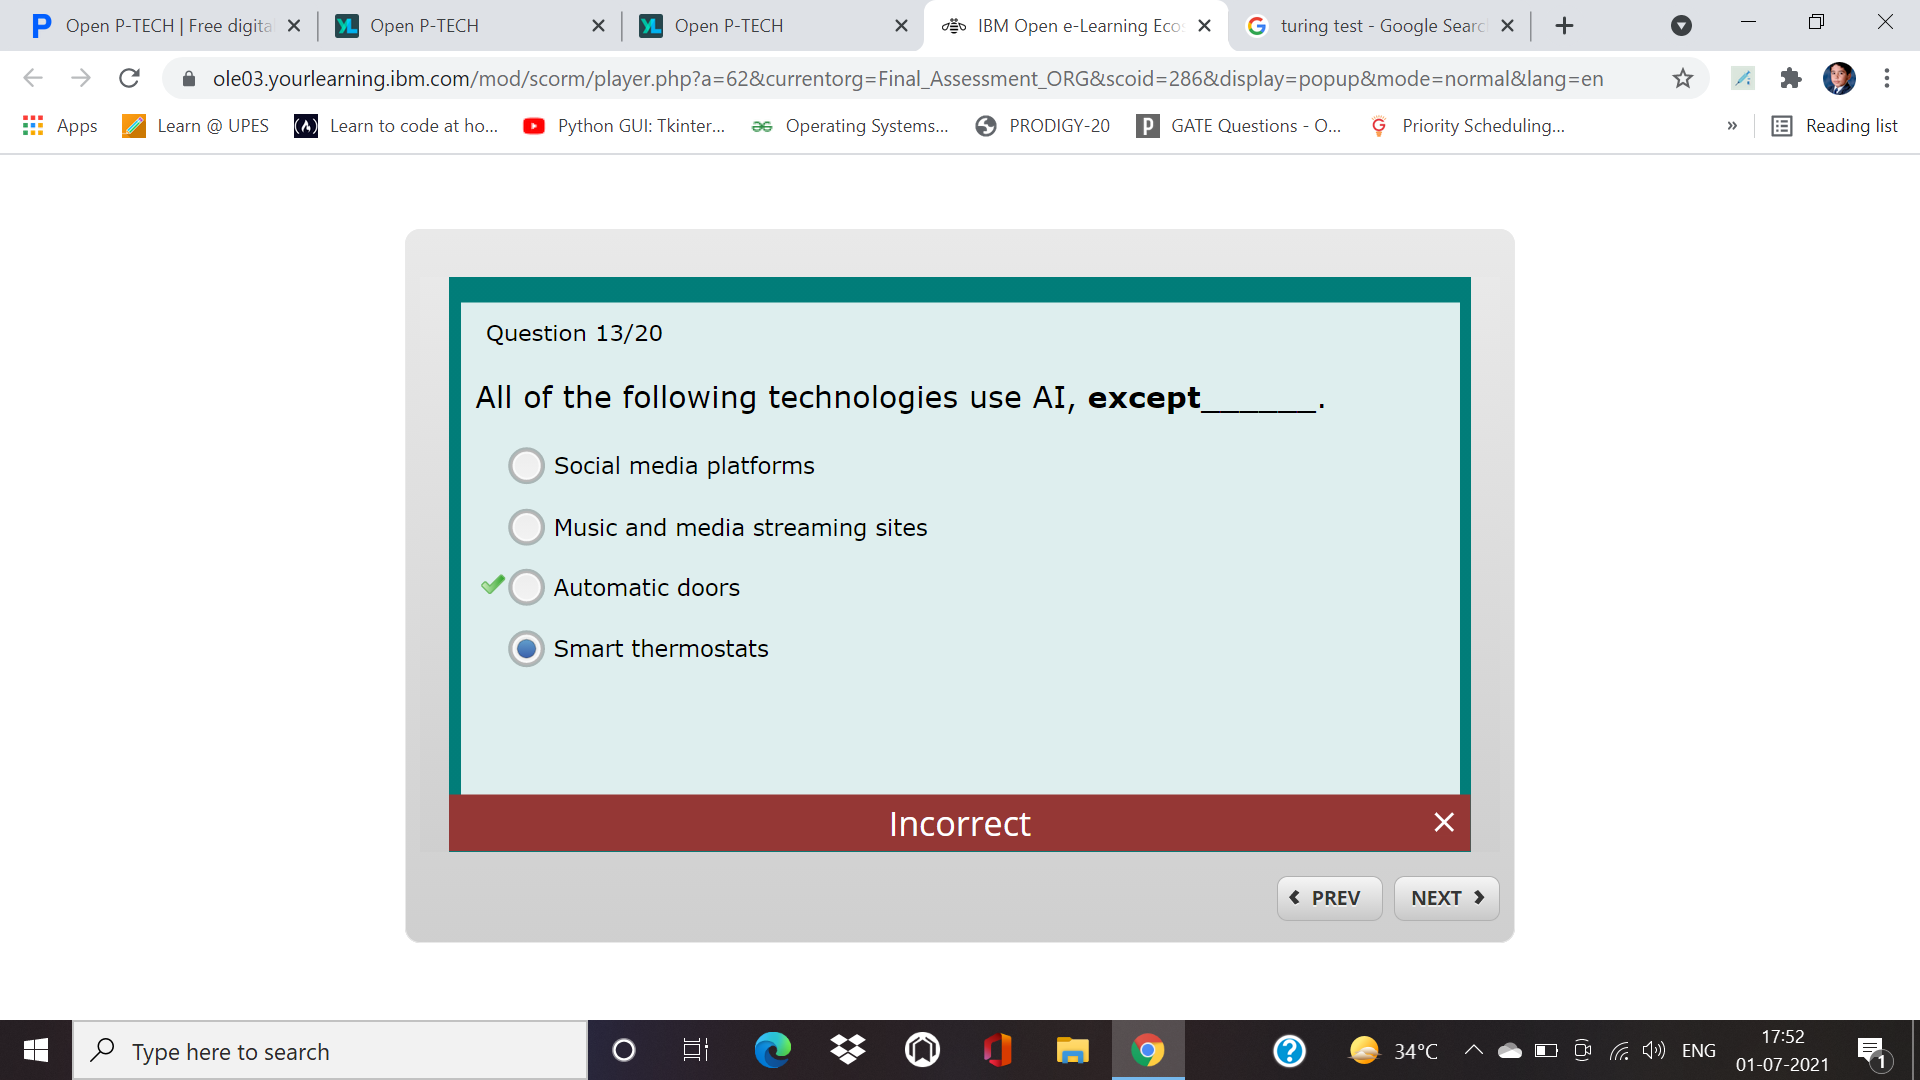 Open P-TECH | Free digita
Open P-TECH
Open P-TECH
IBM Open e-Learning Eco
turing test - Google Searc
ole03.yourlearning.ibm.com/mod/scorm/player.php?a=62&currentorg=Final_Assessment_ORG&scoid=286&display=popup&mode=normal&lang=en
Apps
Learn @ UPES
Learn to code at ho...
Python GUI: Tkinter...
Operating Systems...
PRODIGY-20
GATE Questions - O...
Priority Scheduling...
»
Reading list
Question 13/20
All of the following technologies use AI, except______.
Social media platforms
Music and media streaming sites
Automatic doors
Smart thermostats
Incorrect
PREV
NEXT
Type here to search
34°C
ENG
17:52
01-07-2021
1